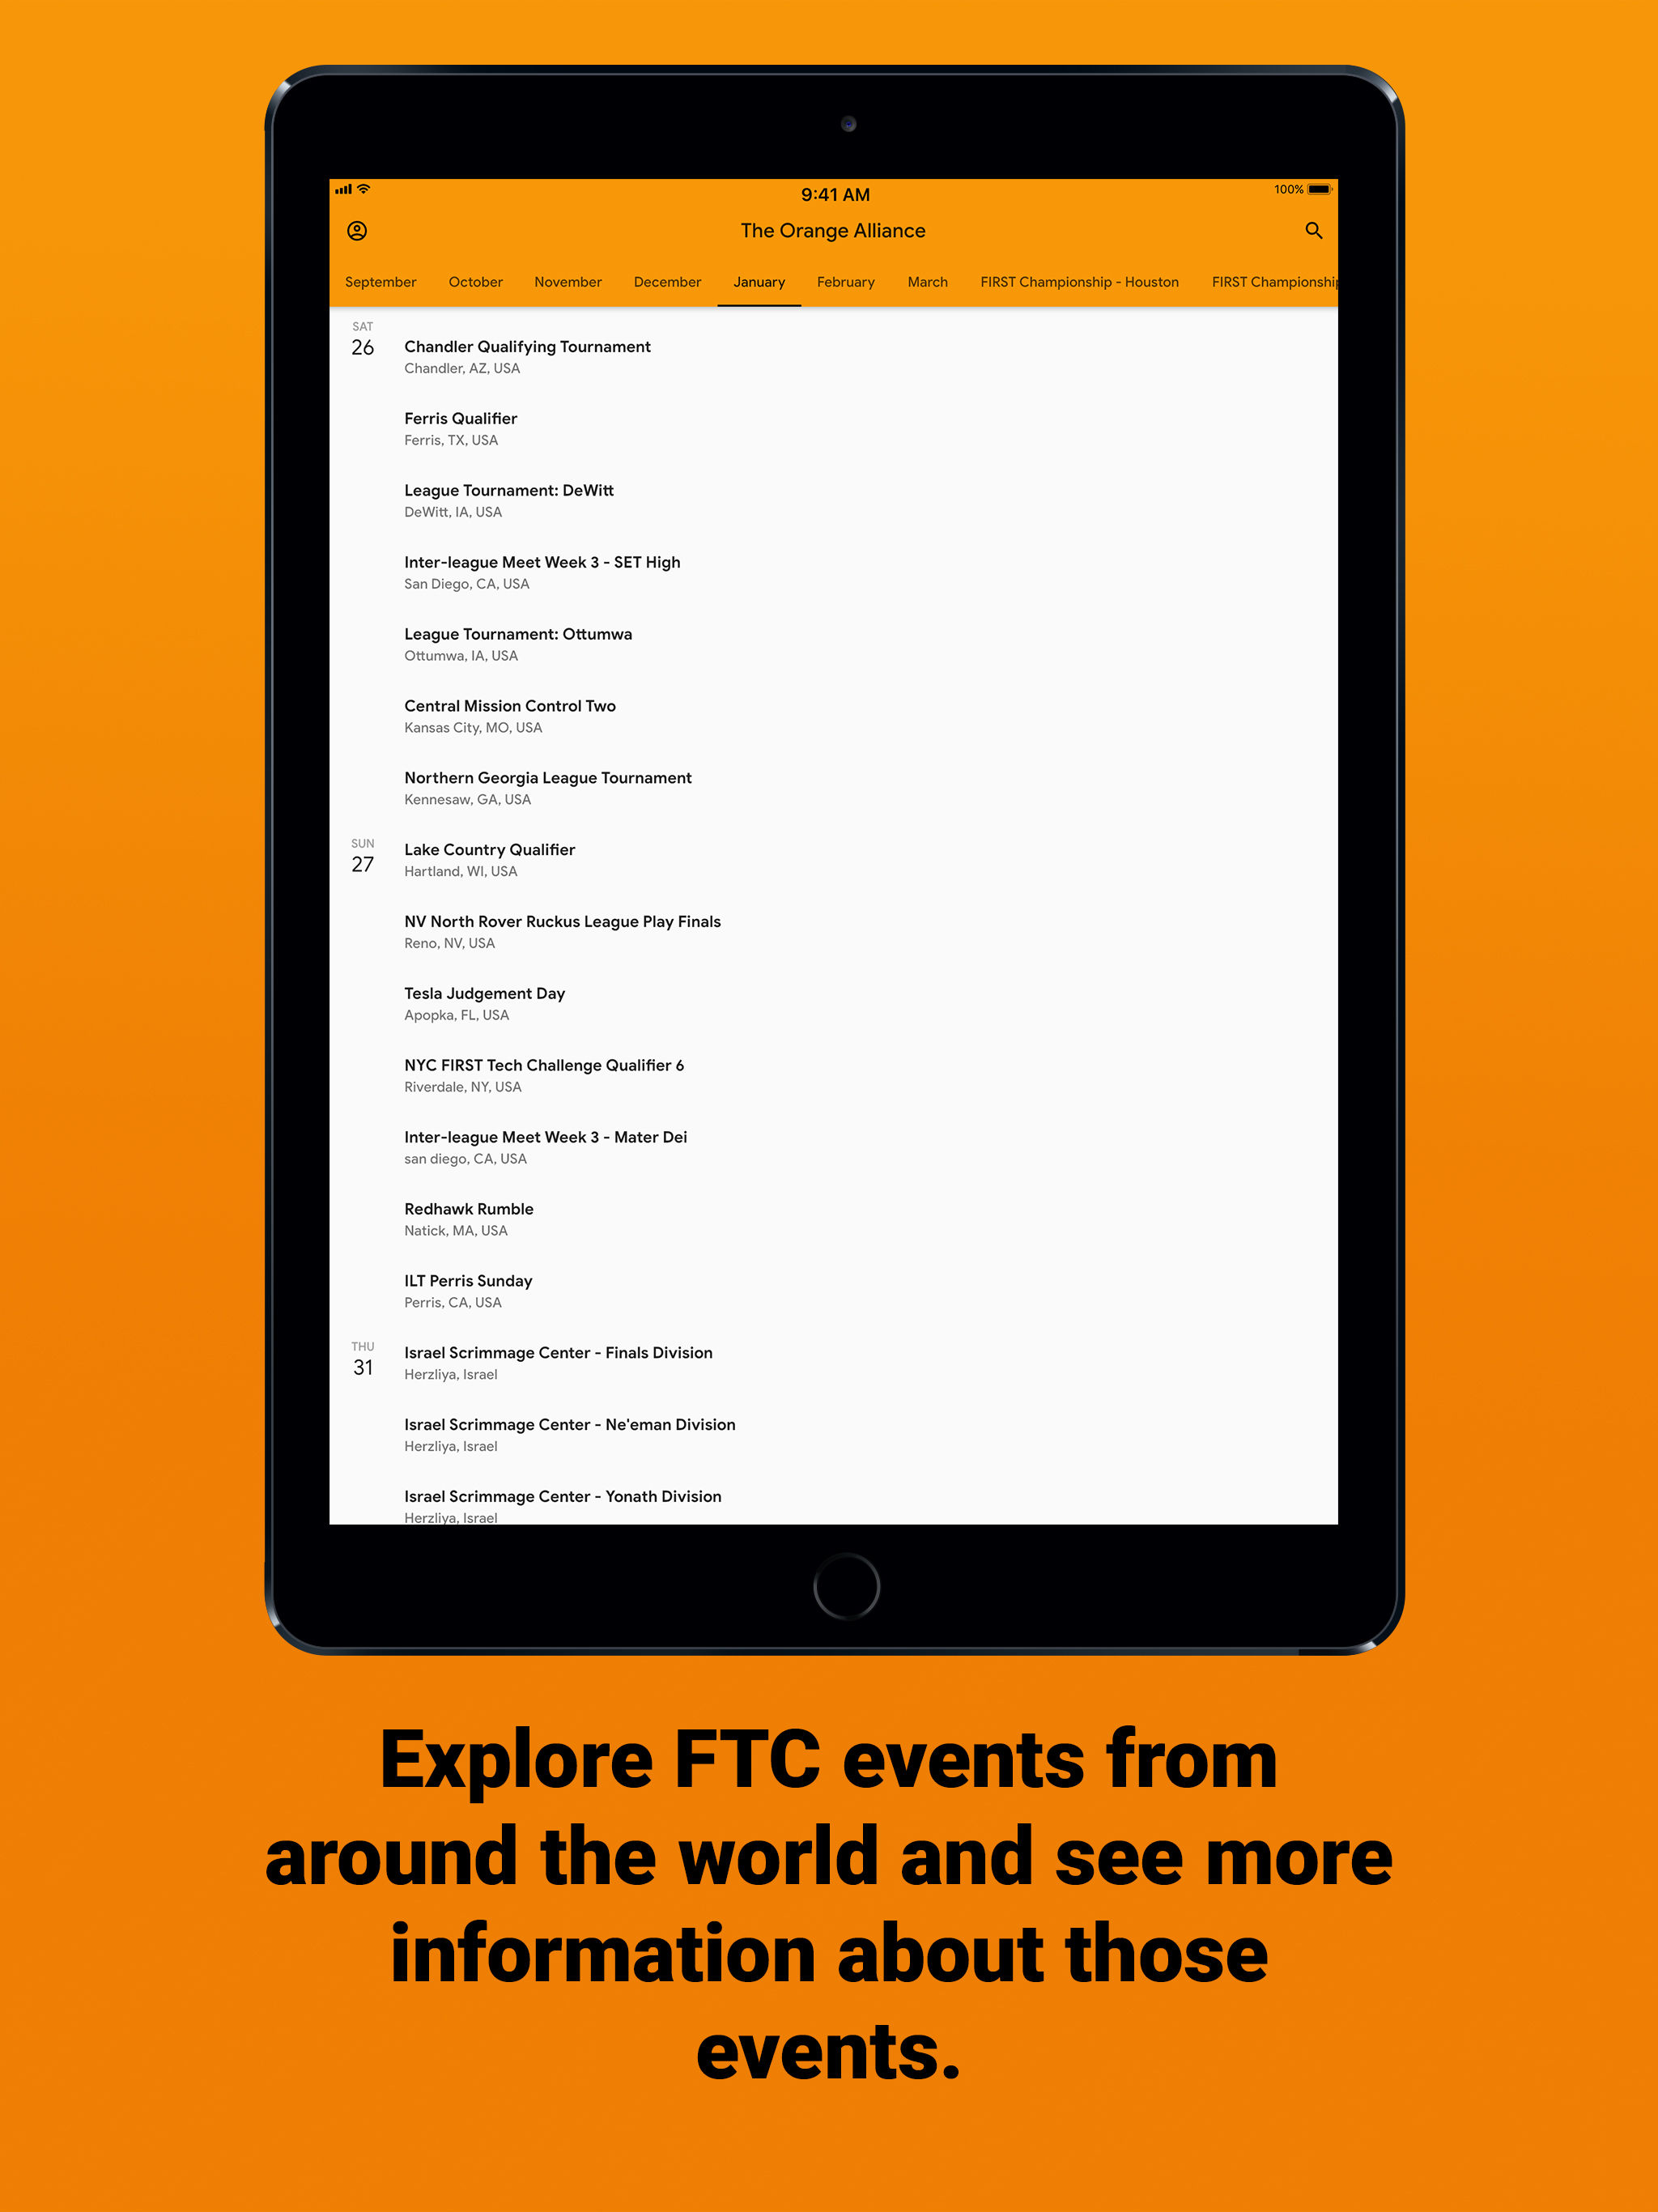 9:41 AM
100%
The Orange Alliance
September October November December January February March FIRST Championship - Houston FIRST Championship
SAT
26
Chandler Qualifying Tournament
Chandler, AZ, USA
Ferris Qualifier
Ferris, TX, USA
League Tournament: DeWitt
DeWitt, IA, USA
Inter-league Meet Week 3 - SET High
San Diego, CA, USA
League Tournament: Ottumwa
Ottumwa, IA, USA
Central Mission Control Two
Kansas City, MO, USA
Northern Georgia League Tournament
Kennesaw, GA, USA
SUN
27
Lake Country Qualifier
Hartland, WI, USA
NV North Rover Ruckus League Play Finals
Reno, NV, USA
Tesla Judgement Day
Apopka, FL, USA
NYC FIRST Tech Challenge Qualifier 6
Riverdale, NY, USA
Inter-league Meet Week 3 - Mater Dei
san diego, CA, USA
Redhawk Rumble
Natick, MA, USA
ILT Perris Sunday
Perris, CA, USA
THU
31
Israel Scrimmage Center - Finals Division
Herzliya, Israel
Israel Scrimmage Center - Ne'eman Division
Herzliya, Israel
Israel Scrimmage Center - Yonath Division
Herzliya, Israel
Explore FTC events from
around the world and see more
information about those
events.